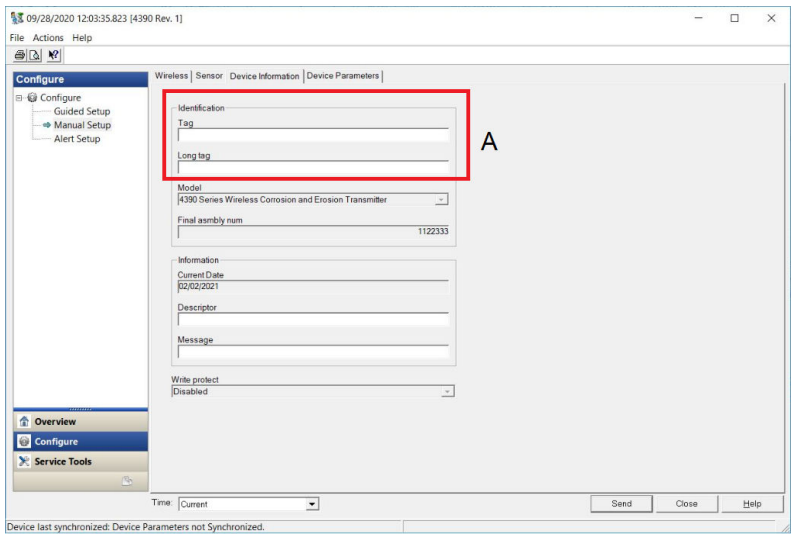 09/28/2020 12:03:35.823 [4390 Rev. 1]
File Actions Help
Configure
Configure
Guided Setup
Manual Setup
Alert Setup
Overview
Configure
Service Tools
Wireless Sensor Device Information Device Parameters
Identification
Tag
Long tag
A
Model
4390 Series Wireless Corrosion and Erosion Transmitter
Final asmbly num
1122333
Information
Current Date
02/02/2021
Descriptor
Message
Write protect
Disabled
Time: Current
Send Close Help
Device last synchronized: Device Parameters not Synchronized.